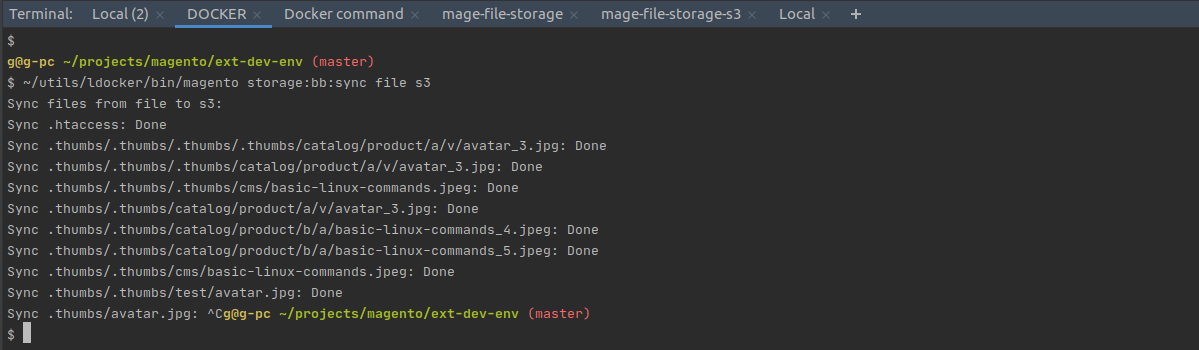 Terminal: Local (2) × DOCKER × Docker command × mage-file-storage × mage-file-storage-s3 × Local × +
$
g@g-pc ~/projects/magento/ext-dev-env (master)
$ ~/utils/ldocker/bin/magento storage:bb:sync file s3
Sync files from file to s3:
Sync .htaccess: Done
Sync .thumbs/.thumbs/.thumbs/.thumbs/catalog/product/a/v/avatar_3.jpg: Done
Sync .thumbs/.thumbs/.thumbs/catalog/product/a/v/avatar_3.jpg: Done
Sync .thumbs/.thumbs/.thumbs/cms/basic-linux-commands.jpeg: Done
Sync .thumbs/.thumbs/catalog/product/a/v/avatar_3.jpg: Done
Sync .thumbs/.thumbs/catalog/product/b/a/basic-linux-commands_4.jpeg: Done
Sync .thumbs/.thumbs/catalog/product/b/a/basic-linux-commands_5.jpeg: Done
Sync .thumbs/.thumbs/cms/basic-linux-commands.jpeg: Done
Sync .thumbs/.thumbs/test/avatar.jpg: Done
Sync .thumbs/avatar.jpg: ^Cg@g-pc ~/projects/magento/ext-dev-env (master)
$